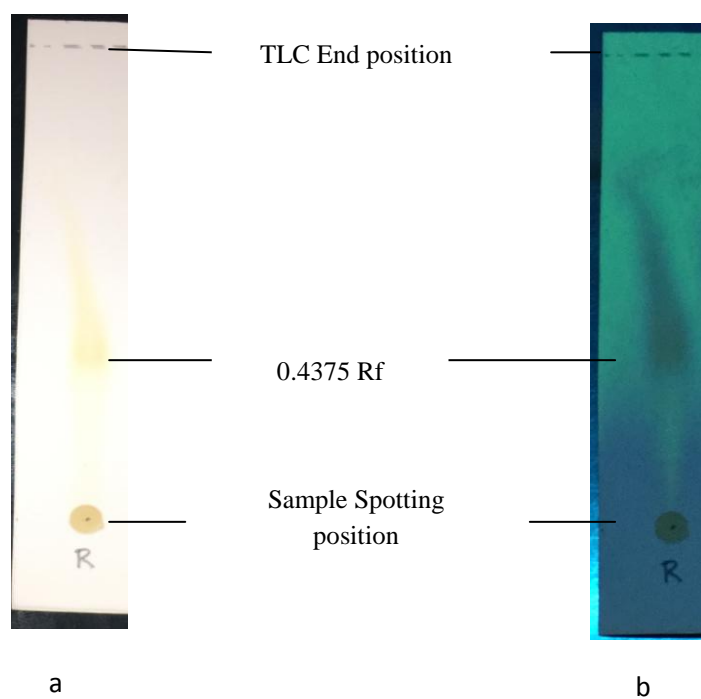 TLC End position
0.4375 Rf
Sample Spotting
position
R
R
a
b